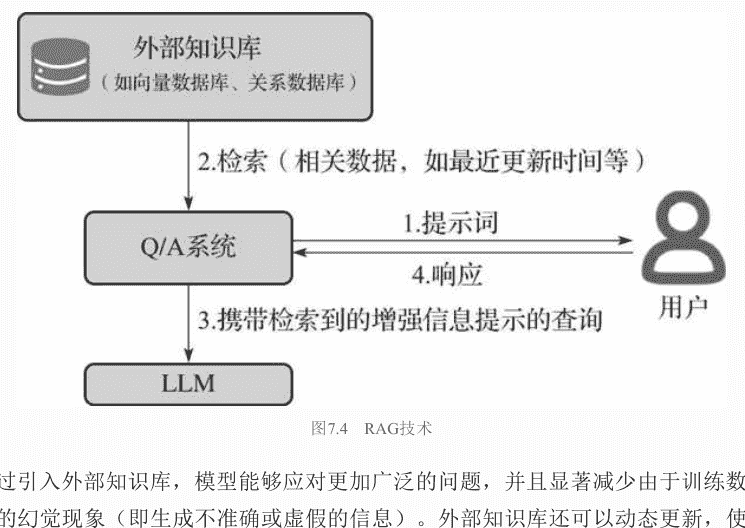 外部知识库
（如向量数据库、关系数据库）
2.检索（相关数据，如最近更新时间等）
Q/A系统
1.提示词
4.响应
用户
3.携带检索到的增强信息提示的查询
LLM
图7.4 RAG技术
过引入外部知识库，模型能够应对更加广泛的问题，并且显著减少由于训练数
的幻觉现象（即生成不准确或虚假的信息）。外部知识库还可以动态更新，使